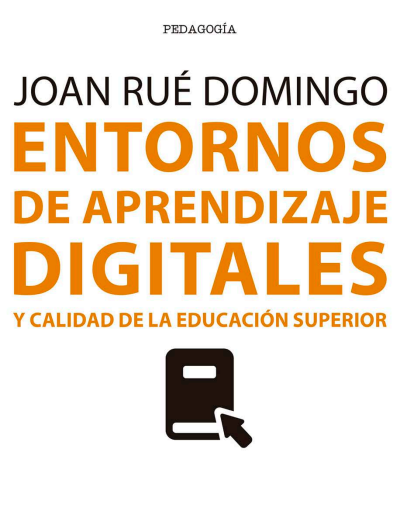 PEDAGOGÍA
JOAN RUÉ DOMINGO
ENTORNOS
DE APRENDIZAJE
DIGITALES
Y CALIDAD DE LA EDUCACIÓN SUPERIOR